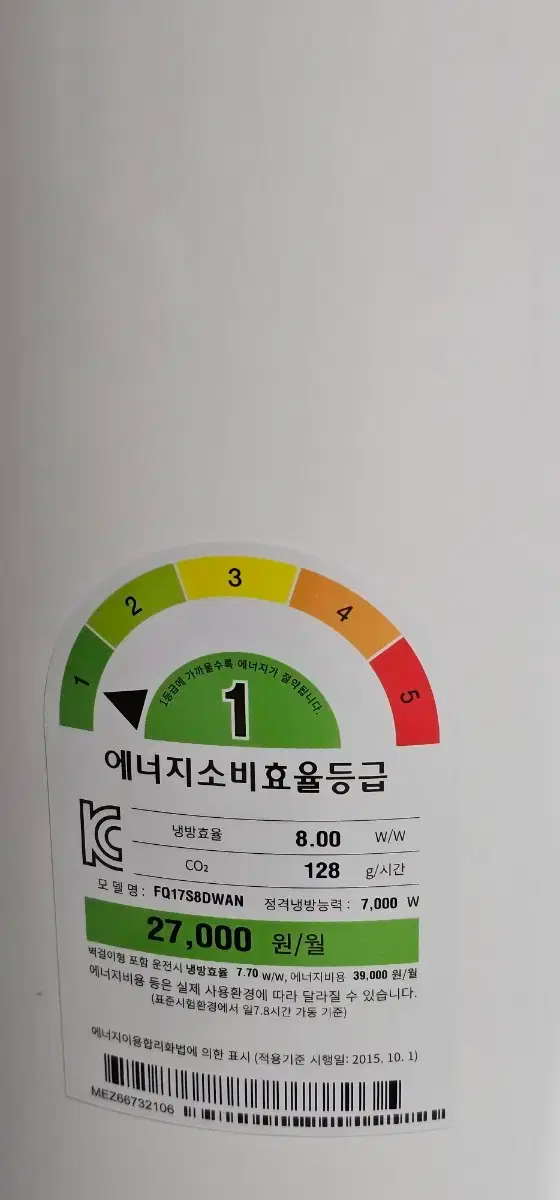 1 2 3 4 5
1등급에 가까울수록 에너지가 절약됩니다.
1
에너지소비효율등급
냉방효율 8.00 W/W
CO₂ 128 g/시간
모 델 명 : FQ17S8DWAN 정격냉방능력 : 7,000 W
27,000 원/월
벽걸이형 포함 운전시 냉방효율 7.70 W/W, 에너지비용 39,000 원/월
에너지비용 등은 실제 사용환경에 따라 달라질 수 있습니다.
(표준시험환경에서 일7.8시간 가동 기준)
에너지이용합리화법에 의한 표시 (적용기준 시행일: 2015. 10. 1)
MEZ66732106